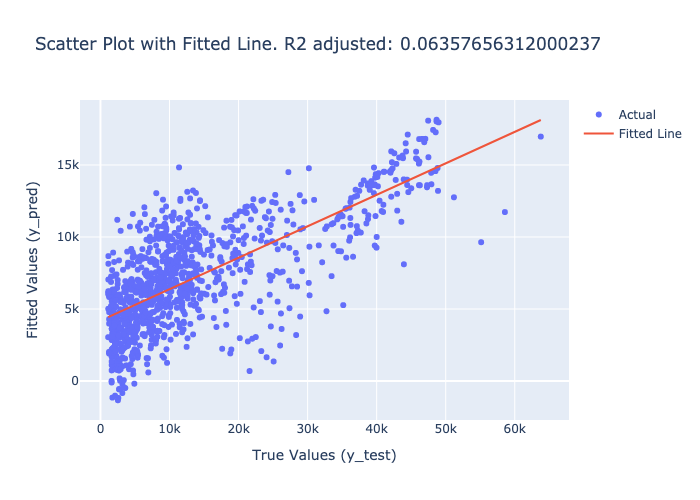 Scatter Plot with Fitted Line. R2 adjusted: 0.06357656312000237
Actual
Fitted Line
15k
10k
5k
0
Fitted Values (y_pred)
0
10k
20k
30k
40k
50k
60k
True Values (y_test)